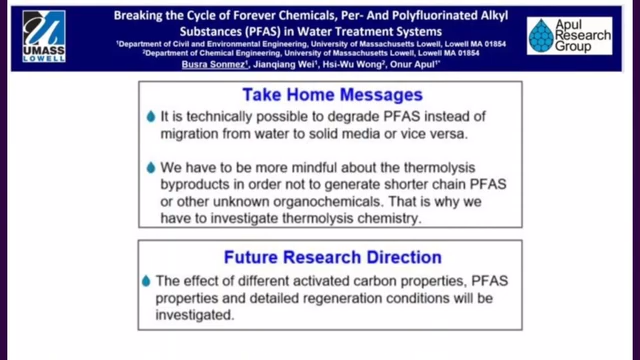 UMASS
LOWELL
Breaking the Cycle of Forever Chemicals, Per- And Polyfluorinated Alkyl
Substances (PFAS) in Water Treatment Systems
¹Department of Civil and Environmental Engineering, University of Massachusetts Lowell, Lowell MA 01854
²Department of Chemical Engineering, University of Massachusetts Lowell, Lowell MA 01854
Busra Sonmez¹, Jianqiang Wei¹, Hsi-Wu Wong², Onur Apul¹*
Apul
Research
Group
Take Home Messages
It is technically possible to degrade PFAS instead of
migration from water to solid media or vice versa.
We have to be more mindful about the thermolysis
byproducts in order not to generate shorter chain PFAS
or other unknown organochemicals. That is why we
have to investigate thermolysis chemistry.
Future Research Direction
The effect of different activated carbon properties, PFAS
properties and detailed regeneration conditions will be
investigated.